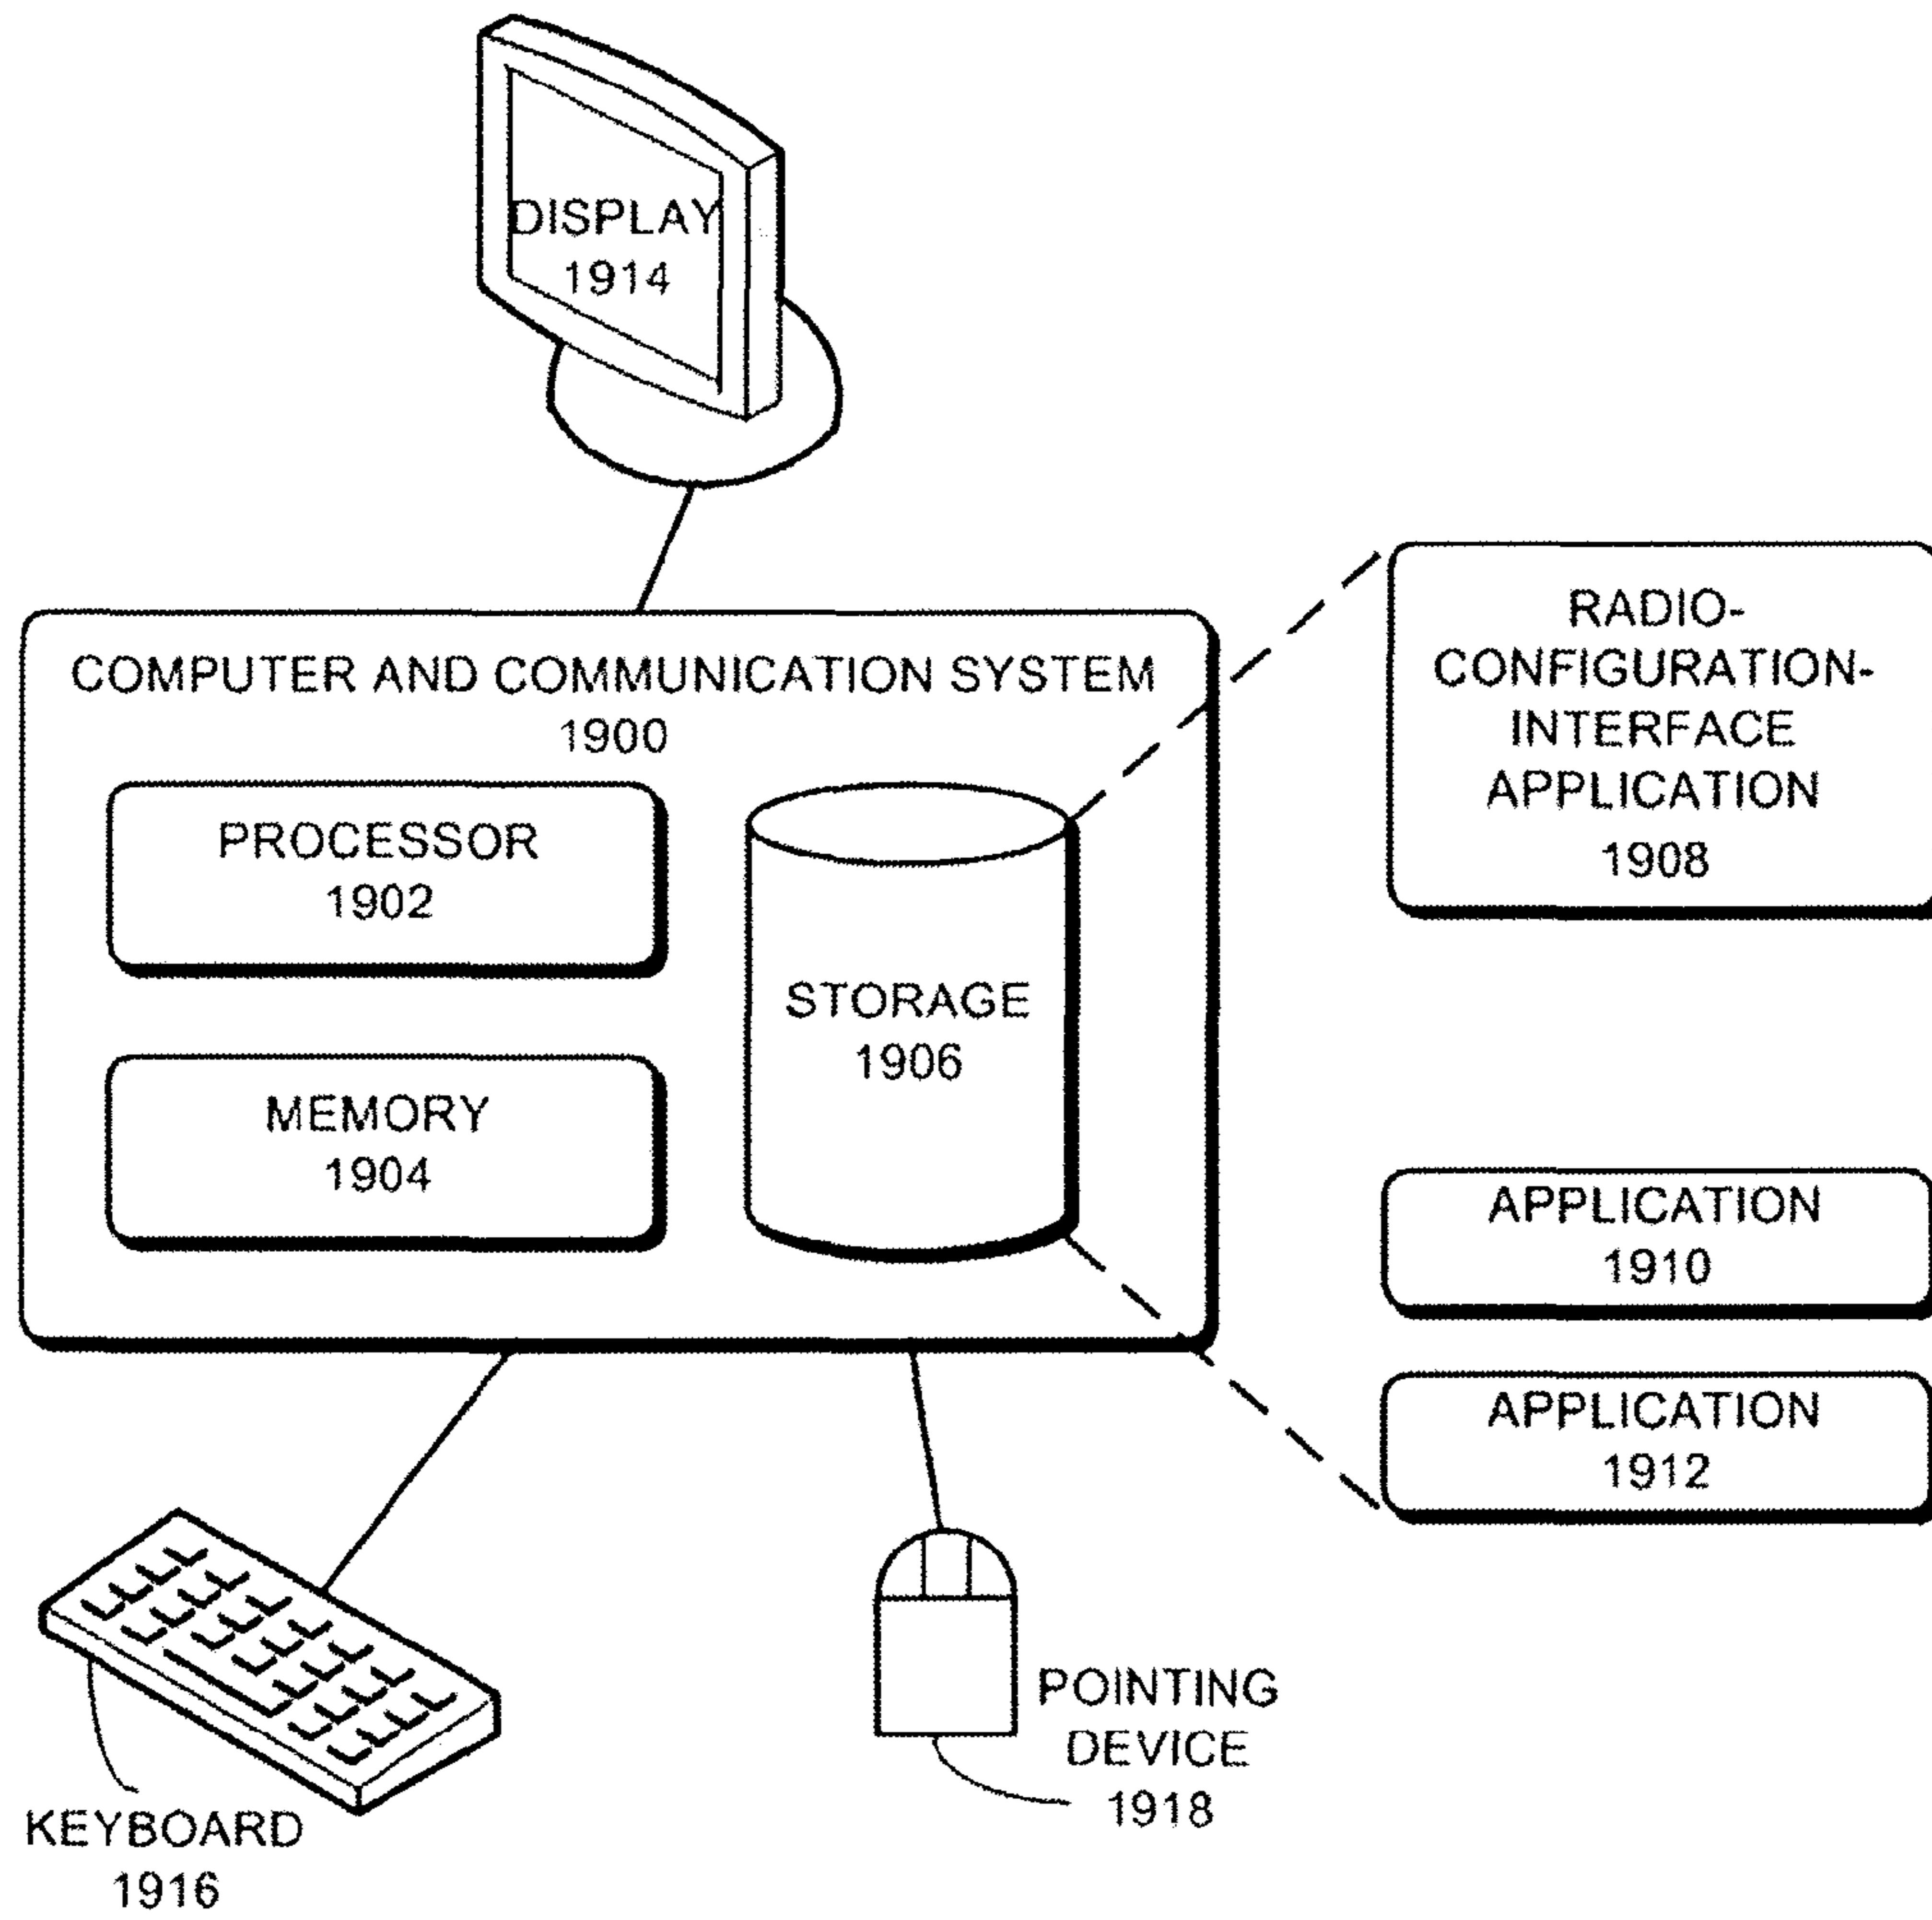 DISPLAY
1914
COMPUTER AND COMMUNICATION SYSTEM
1900
PROCESSOR
1902
MEMORY
1904
STORAGE
1906
RADIO-
CONFIGURATION-
INTERFACE
APPLICATION
1908
APPLICATION
1910
APPLICATION
1912
KEYBOARD
1916
POINTING
DEVICE
1918